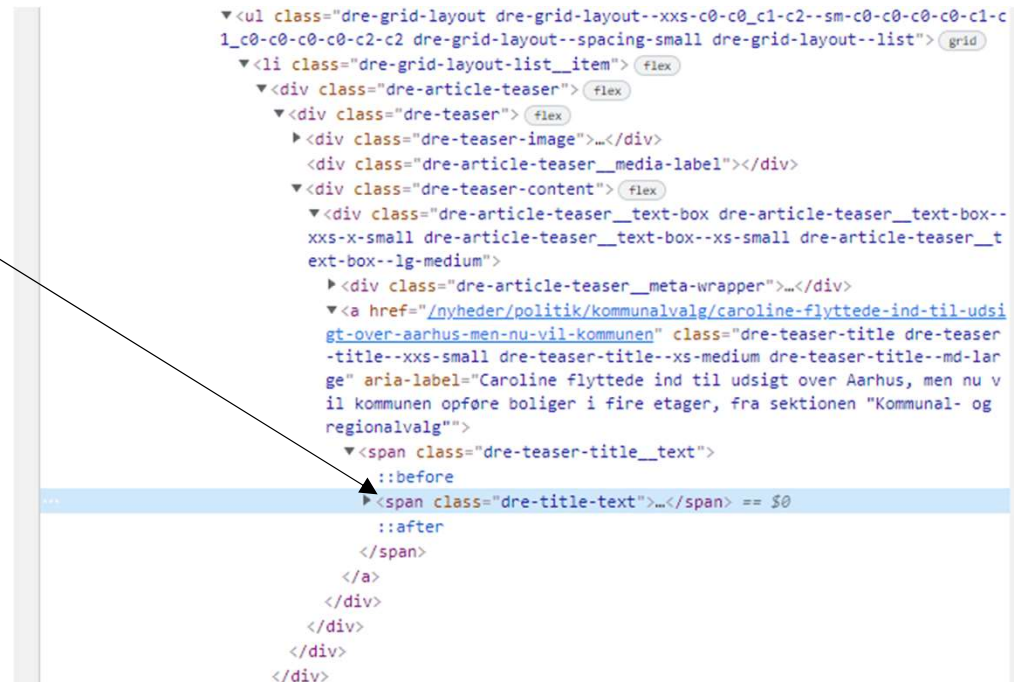 ▼<ul class="dre-grid-layout dre-grid-layout--xxs-c0-c0_c1-c2--sm-c0-c0-c0-c0-c1-c
1_c0-c0-c0-c0-c2-c2 dre-grid-layout--spacing-small dre-grid-layout--list"> grid
▼<li class="dre-grid-layout-list__item"> flex
▼<div class="dre-article-teaser"> flex
▼<div class="dre-teaser"> flex
▶<div class="dre-teaser-image">…</div>
<div class="dre-article-teaser__media-label"></div>
▼<div class="dre-teaser-content"> flex
▼<div class="dre-article-teaser__text-box dre-article-teaser__text-box--
xxs-x-small dre-article-teaser__text-box--xs-small dre-article-teaser__t
ext-box--lg-medium">
▶<div class="dre-article-teaser__meta-wrapper">…</div>
▼<a href="/nyheder/politik/kommunalvalg/caroline-flyttede-ind-til-udsi
gt-over-aarhus-men-nu-vil-kommunen" class="dre-teaser-title dre-teaser
-title--xxs-small dre-teaser-title--xs-medium dre-teaser-title--md-lar
ge" aria-label="Caroline flyttede ind til udsigt over Aarhus, men nu v
il kommunen opføre boliger i fire etager, fra sektionen "Kommunal- og
regionalvalg"">
▼<span class="dre-teaser-title__text">
::before
… ▶<span class="dre-title-text">…</span> == $0
::after
</span>
</a>
</div>
</div>
</div>
</div>